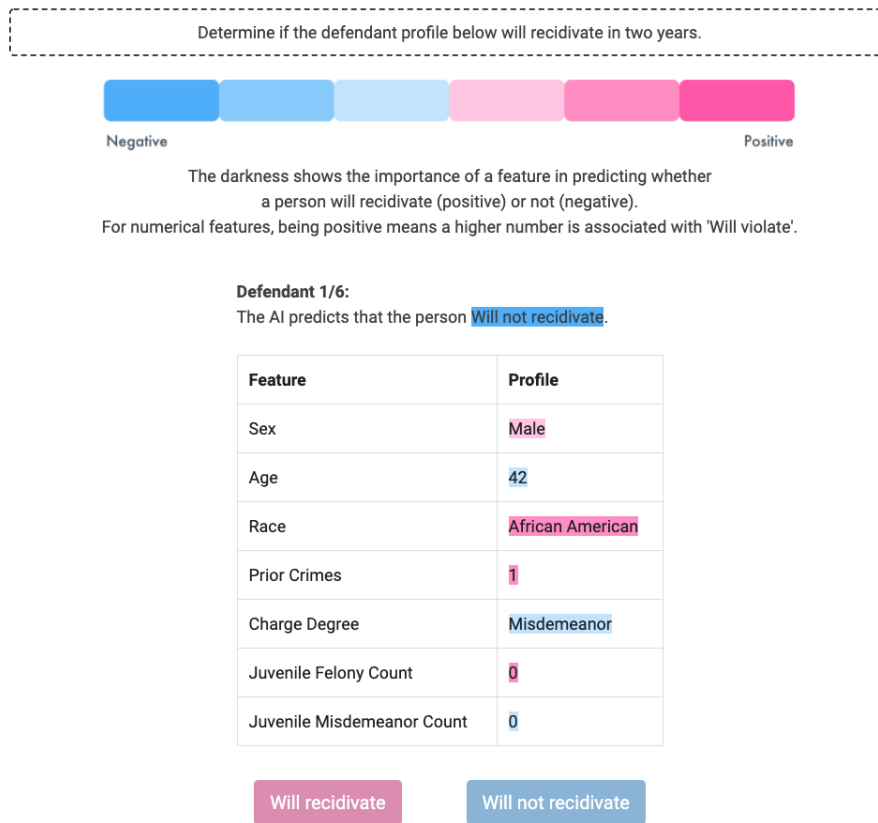 Determine if the defendant profile below will recidivate in two years.
Negative
Positive
The darkness shows the importance of a feature in predicting whether
a person will recidivate (positive) or not (negative).
For numerical features, being positive means a higher number is associated with 'Will violate'.
Defendant 1/6:
The AI predicts that the person Will not recidivate.
Feature Profile
Sex Male
Age 42
Race African American
Prior Crimes 1
Charge Degree Misdemeanor
Juvenile Felony Count 0
Juvenile Misdemeanor Count 0
Will recidivate Will not recidivate